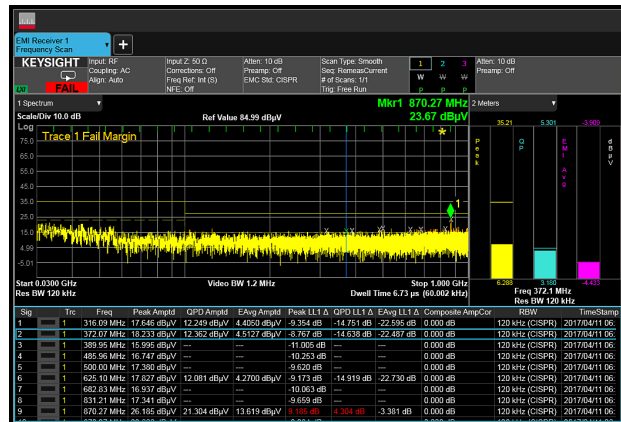 EMI Receiver 1
Frequency Scan
+
KEYSIGHT
LXI
FAIL
Input: RF
Coupling: AC
Align: Auto
Input Z: 50 Ω
Corrections: Off
Freq Ref: Int (S)
NFE: Off
Atten: 10 dB
Preamp: Off
EMC Std: CISPR
Scan Type: Smooth
Seq: RemeasCurrent
# of Scans: 1/1
Trig: Free Run
1 2 3
W W W
P P P
Atten: 10 dB
Preamp: Off
1 Spectrum
Scale/Div 10.0 dB
Ref Value 84.99 dBµV
Mkr1 870.27 MHz
23.67 dBµV
Log
Trace 1 Fail Margin
75.0
65.0
55.0
45.0
35.0
25.0
15.0
4.99
-5.01
1
Start 0.0300 GHz
Res BW 120 kHz
Video BW 1.2 MHz
Stop 1.000 GHz
Dwell Time 6.73 µs (60.002 kHz)
2 Meters
35.21 5.301 -3.909
Peak
QP
EMI Avg
dBµV
6.288 3.180 -4.433
Freq 372.1 MHz
Res BW 120 kHz
Sig Trc Freq Peak Amptd QPD Amptd EAvg Amptd Peak LL1 Δ QPD LL1 Δ EAvg LL1 Δ Composite AmpCor RBW TimeStamp
1 1 316.09 MHz 17.646 dBµV 12.249 dBµV 4.4050 dBµV -9.354 dB -14.751 dB -22.595 dB 0.000 dB 120 kHz (CISPR) 2017/04/11 06:
2 1 372.07 MHz 18.233 dBµV 12.362 dBµV 4.5127 dBµV -8.767 dB -14.638 dB -22.487 dB 0.000 dB 120 kHz (CISPR) 2017/04/11 06:
3 1 389.95 MHz 15.995 dBµV --- --- -11.005 dB --- --- 0.000 dB 120 kHz (CISPR) 2017/04/11 06:
4 1 485.96 MHz 16.747 dBµV --- --- -10.253 dB --- --- 0.000 dB 120 kHz (CISPR) 2017/04/11 06:
5 1 500.00 MHz 17.380 dBµV --- --- -9.620 dB --- --- 0.000 dB 120 kHz (CISPR) 2017/04/11 06:
6 1 625.10 MHz 17.827 dBµV 12.081 dBµV 4.2700 dBµV -9.173 dB -14.919 dB -22.730 dB 0.000 dB 120 kHz (CISPR) 2017/04/11 06:
7 1 682.83 MHz 16.937 dBµV --- --- -10.063 dB --- --- 0.000 dB 120 kHz (CISPR) 2017/04/11 06:
8 1 831.21 MHz 17.341 dBµV --- --- -9.659 dB --- --- 0.000 dB 120 kHz (CISPR) 2017/04/11 06:
9 1 870.27 MHz 26.185 dBµV 21.304 dBµV 13.619 dBµV 9.185 dB 4.304 dB -3.381 dB 0.000 dB 120 kHz (CISPR) 2017/04/11 06: